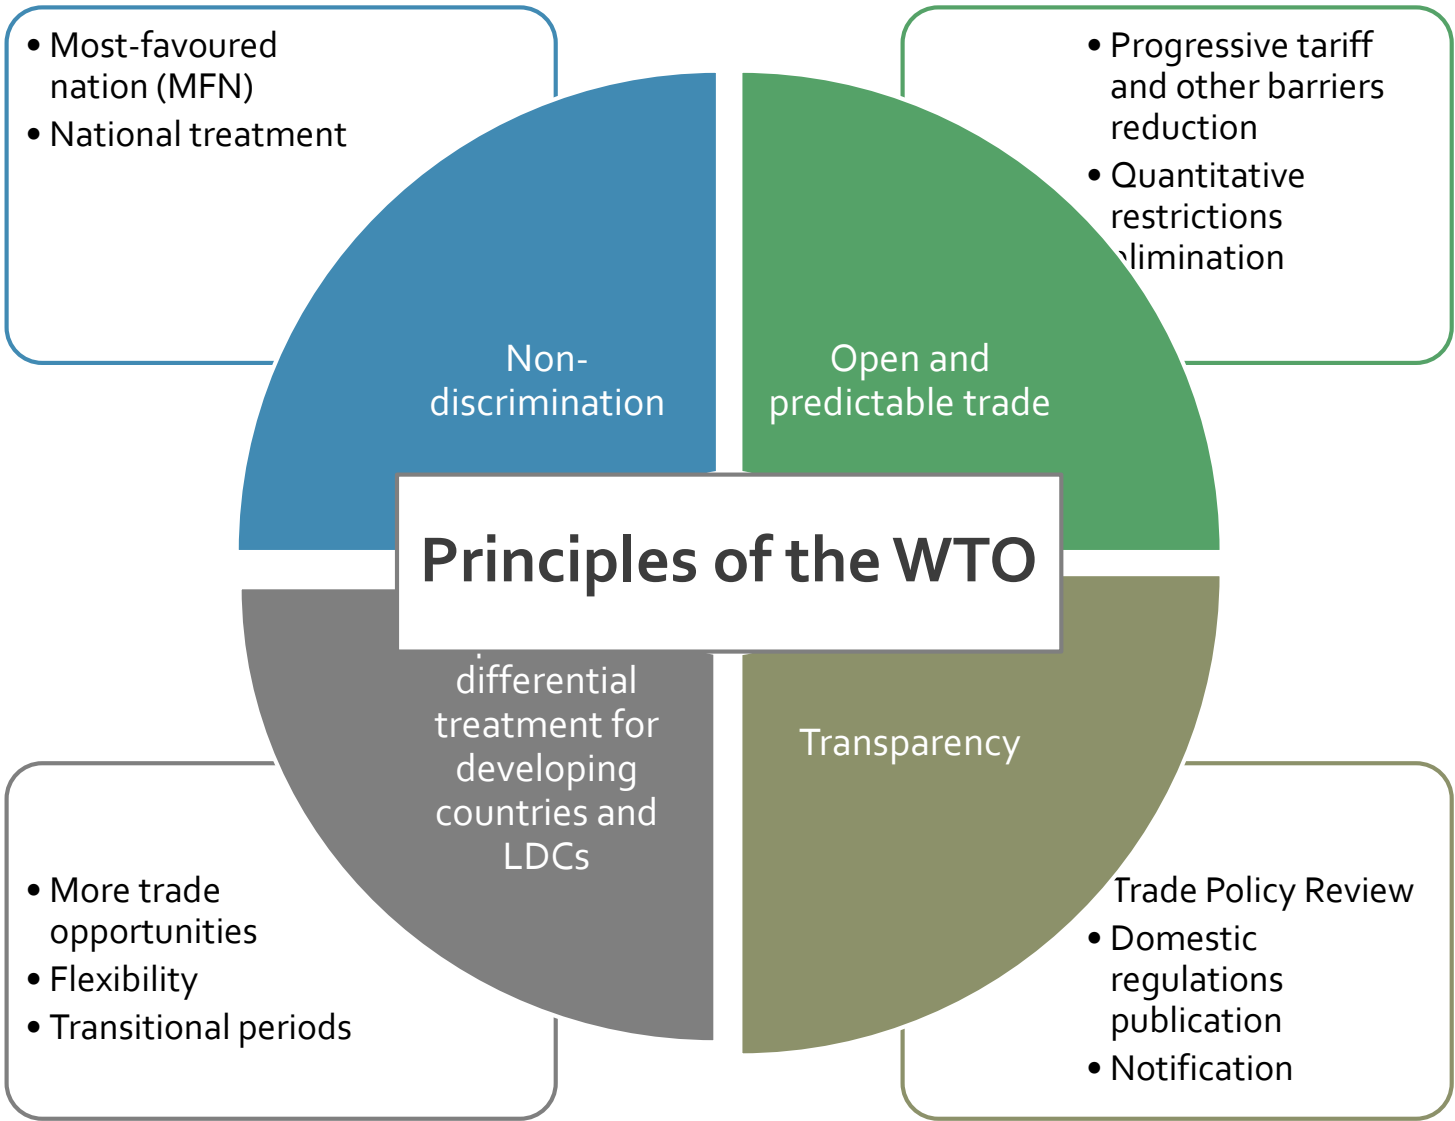 • Most-favoured
nation (MFN)
• National treatment
• Progressive tariff
and other barriers
reduction
• Quantitative
restrictions
elimination
Non-
discrimination
Open and
predictable trade
Principles of the WTO
differential
treatment for
developing
countries and
LDCs
Transparency
• More trade
opportunities
• Flexibility
• Transitional periods
Trade Policy Review
• Domestic
regulations
publication
• Notification